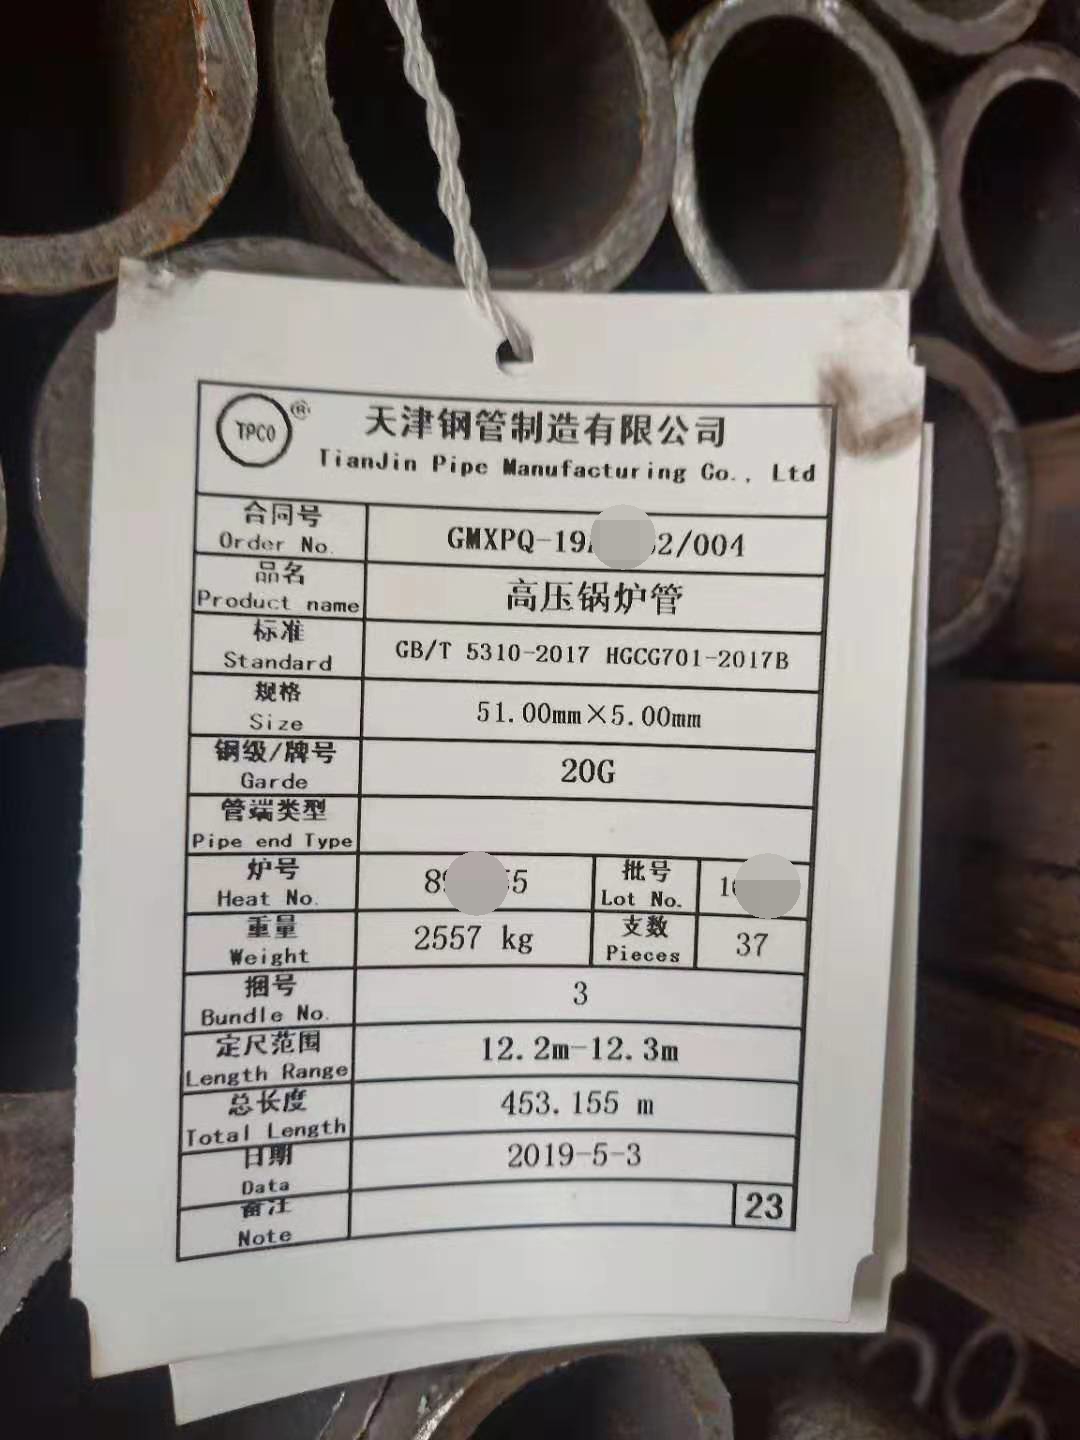 TPCO ®
天津钢管制造有限公司
TianJin Pipe Manufacturing Co., Ltd
合同号
Order No.
GMXPQ-19 2/004
品名
Product name
高压锅炉管
标准
Standard
GB/T 5310-2017 HGCG701-2017B
规格
Size
51.00mm×5.00mm
钢级/牌号
Garde
20G
管端类型
Pipe end Type
炉号
Heat No.
8 5
批号
Lot No.
1
重量
Weight
2557 kg
支数
Pieces
37
捆号
Bundle No.
3
定尺范围
Length Range
12.2m-12.3m
总长度
Total Length
453.155 m
日期
Data
2019-5-3
备注
Note
23